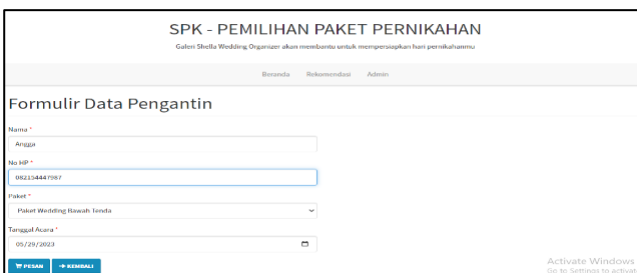 SPK - PEMILIHAN PAKET PERNIKAHAN
Galeri Shella Wedding Organizer akan membantu untuk mempersiapkan hari pernikahanmu
Beranda Rekomendasi Admin
Formulir Data Pengantin
Nama *
Angga
No HP *
082154447987
Paket *
Paket Wedding Bawah Tenda
Tanggal Acara *
05/29/2023
PESAN KEMBALI
Activate Windows
Go to Settings to activate